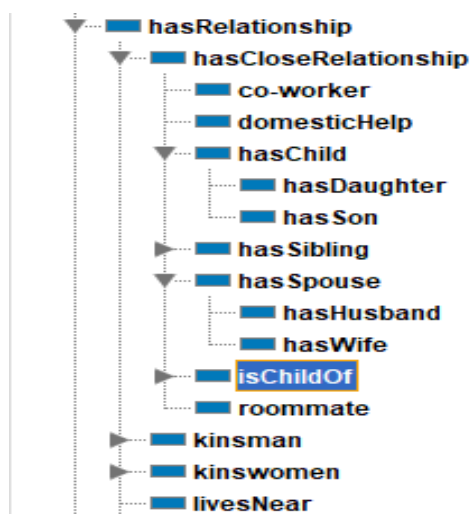 hasRelationship
hasCloseRelationship
co-worker
domesticHelp
hasChild
hasDaughter
hasSon
hasSibling
hasSpouse
hasHusband
hasWife
isChildOf
roommate
kinsman
kinswomen
livesNear